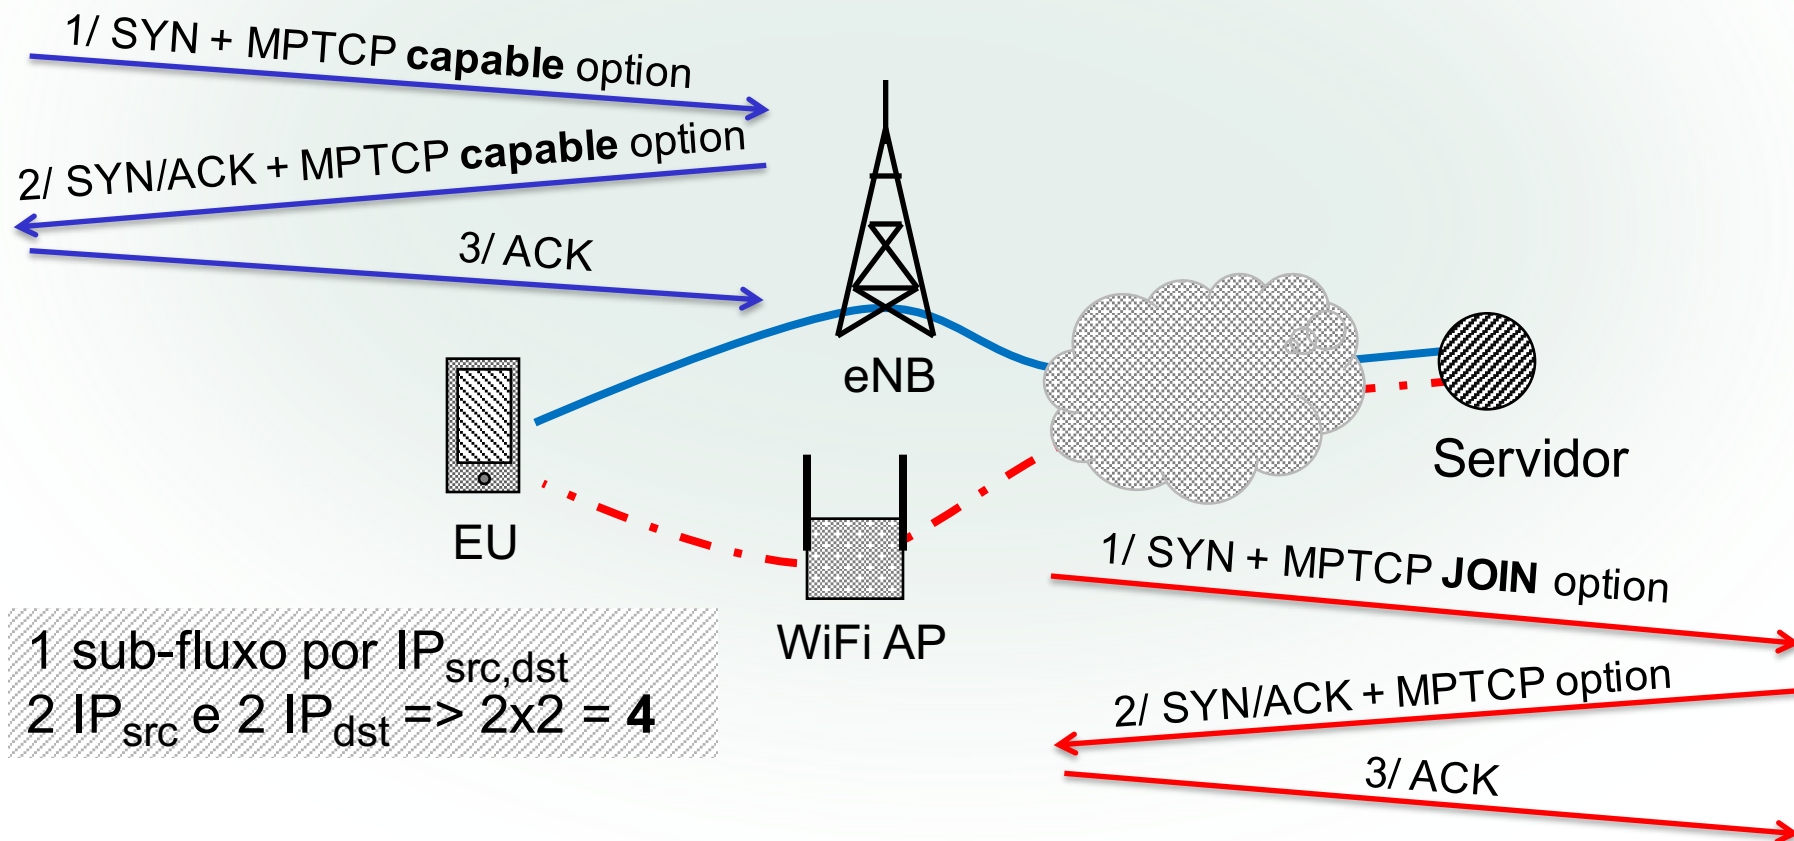 1/ SYN + MPTCP capable option
2/ SYN/ACK + MPTCP capable option
3/ ACK
eNB
Servidor
EU
WiFi AP
1/ SYN + MPTCP JOIN option
2/ SYN/ACK + MPTCP option
3/ ACK
1 sub-fluxo por IPsrc,dst
2 IPsrc e 2 IPdst => 2x2 = 4